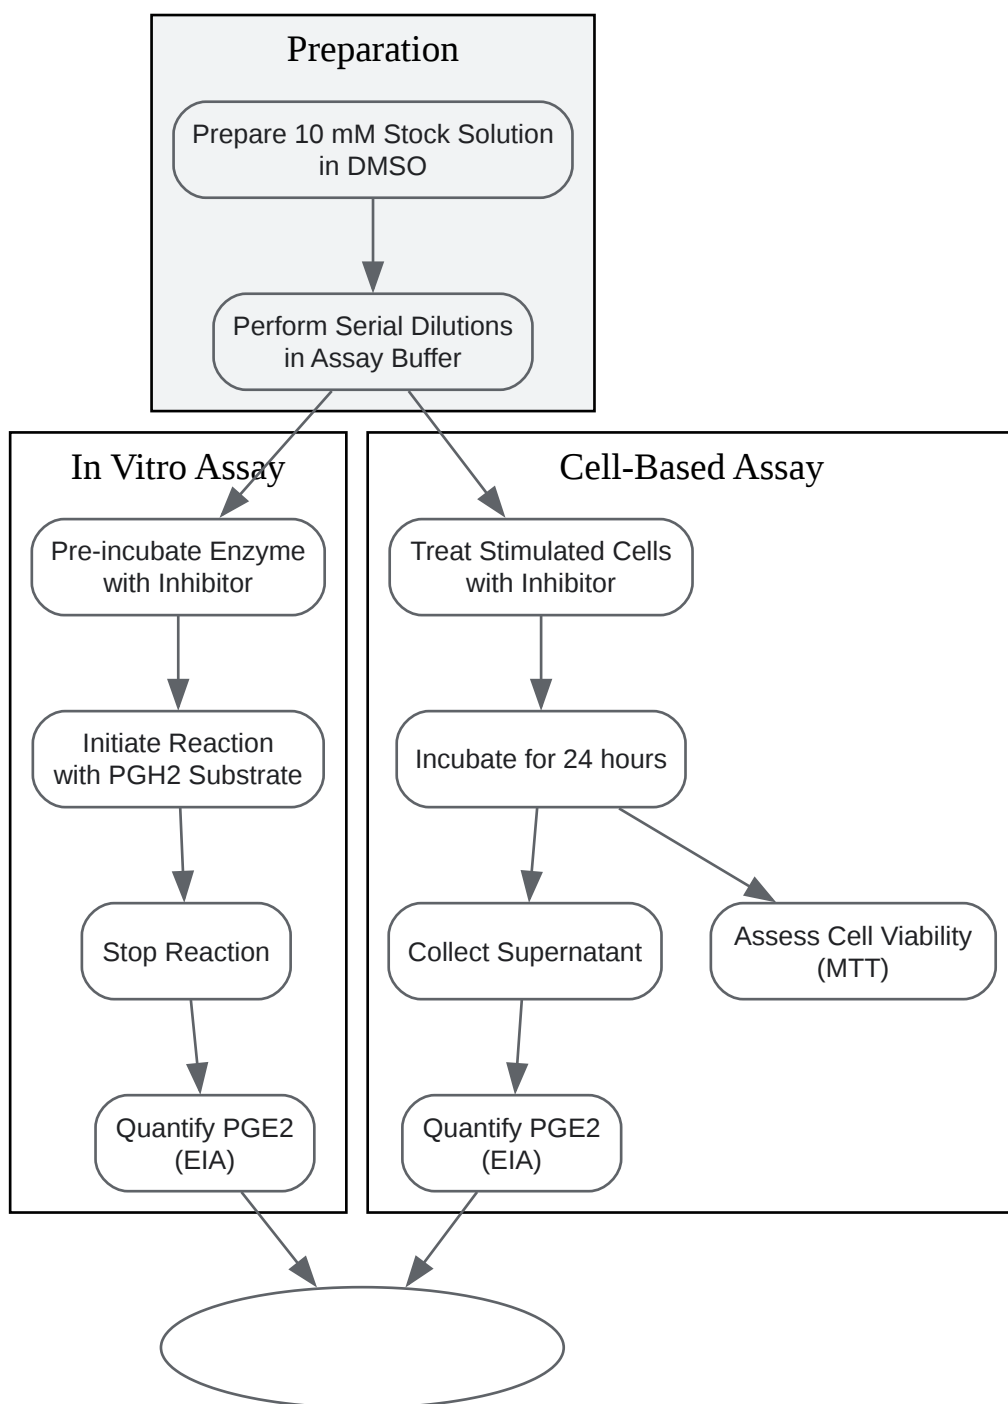 Preparation
Prepare 10 mM Stock Solution
in DMSO
Perform Serial Dilutions
in Assay Buffer
In Vitro Assay
Pre-incubate Enzyme
with Inhibitor
Initiate Reaction
with PGH2 Substrate
Stop Reaction
Quantify PGE2
(EIA)
Cell-Based Assay
Treat Stimulated Cells
with Inhibitor
Incubate for 24 hours
Collect Supernatant
Assess Cell Viability
(MTT)
Quantify PGE2
(EIA)